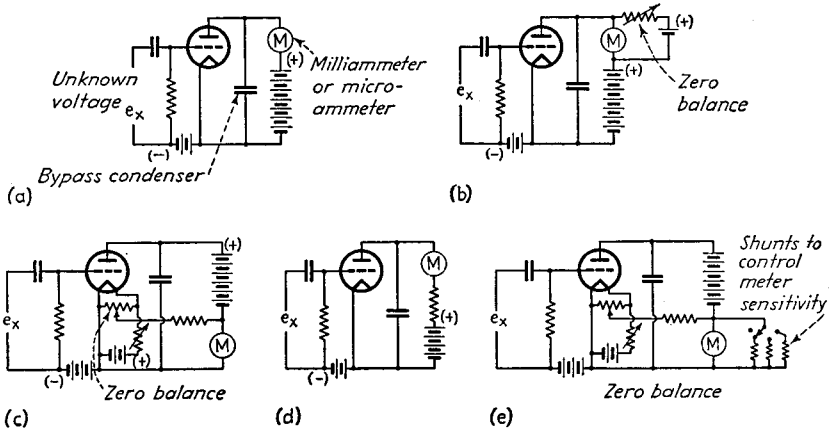 Unknown
voltage
eₓ
(−)
M
(+)
Milliammeter
or micro-
ammeter
Bypass condenser
(a)
eₓ
(−)
M
(+)
(+)
Zero
balance
(b)
eₓ
(−)
(+)
(+)
M
Zero balance
(c)
eₓ
(−)
M
(+)
(d)
eₓ
M
Shunts to
control
meter
sensitivity
Zero balance
(e)